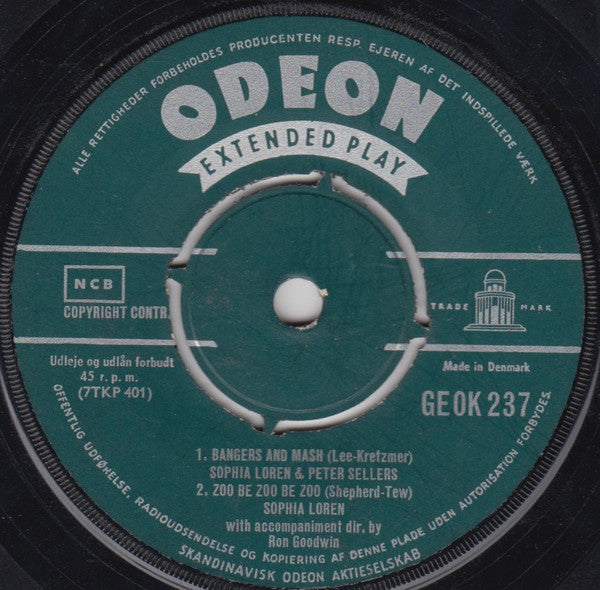 ALLE RETTIGHEDER FORBEHOLDES PRODUCENTEN RESP. EJEREN AF DET INDSPILLEDE VÆRK
ODEON
EXTENDED PLAY
NCB
COPYRIGHT CONTR.
TRADE MARK
Udleje og udlån forbudt
45 r. p. m.
(7TKP 401)
Made in Denmark
GEOK 237
1. BANGERS AND MASH (Lee-Kretzmer)
SOPHIA LOREN & PETER SELLERS
2. ZOO BE ZOO BE ZOO (Shepherd-Tew)
SOPHIA LOREN
with accompaniment dir. by
Ron Goodwin
OFFENTLIG UDFØRELSE, RADIOUDSENDELSE OG KOPIERING AF DENNE PLADE UDEN AUTORISATION FORBYDES.
SKANDINAVISK ODEON AKTIESELSKAB